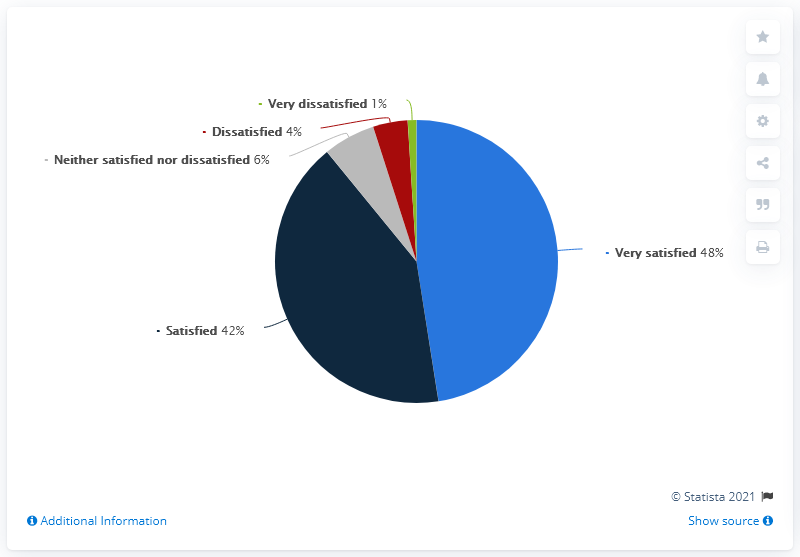 Very dissatisfied 1%
Dissatisfied 4%
Neither satisfied nor dissatisfied 6%
Very satisfied 48%
Satisfied 42%
© Statista 2021
Additional Information
Show source